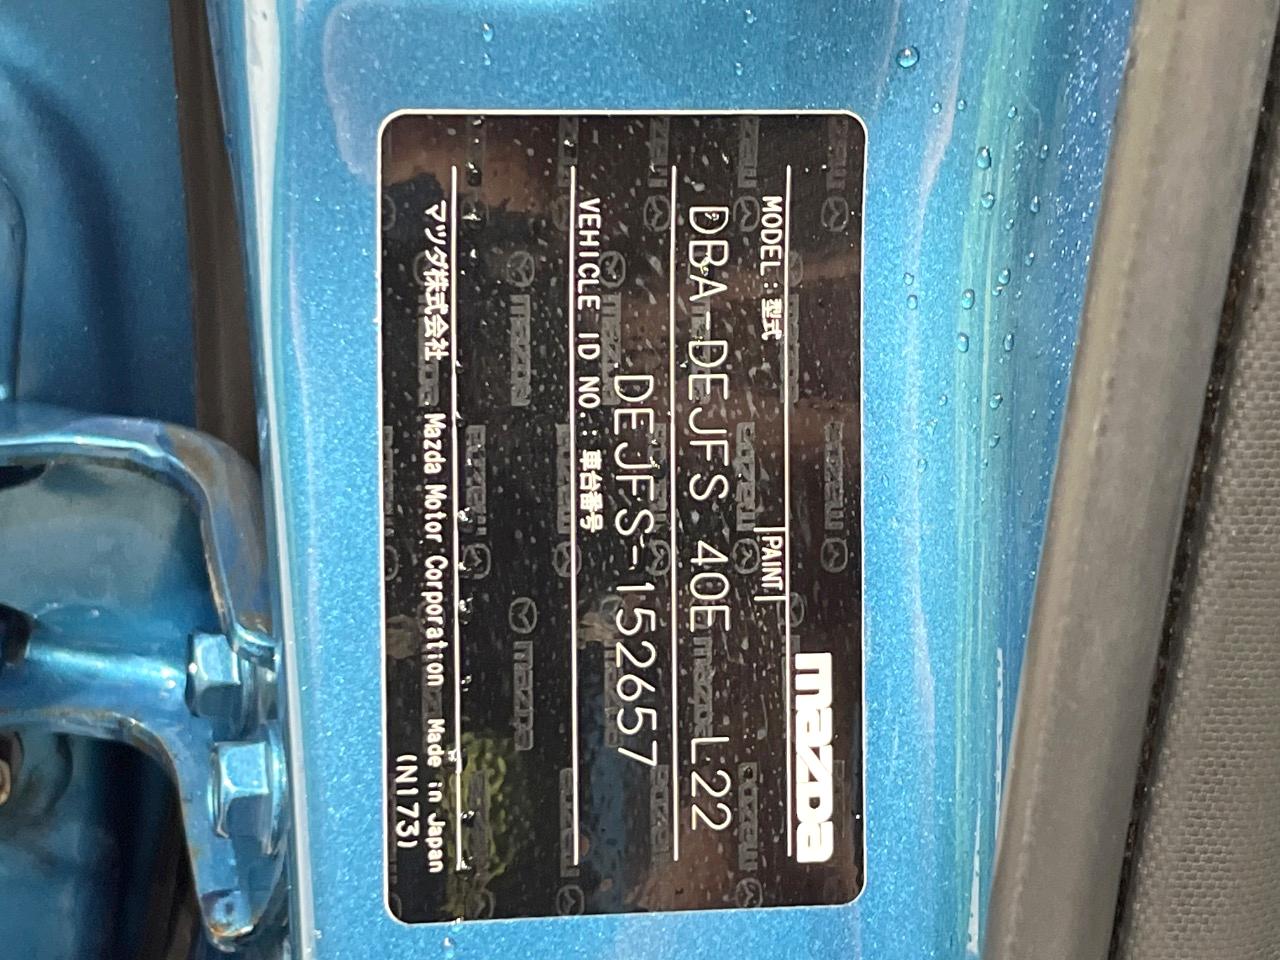 mazda
MODEL:型式 PAINT
DBA-DEJFS 40E L22
VEHICLE ID NO.:車台番号
DEJFS-152657
マツダ株式会社 Mazda Motor Corporation Made in Japan
(N173)